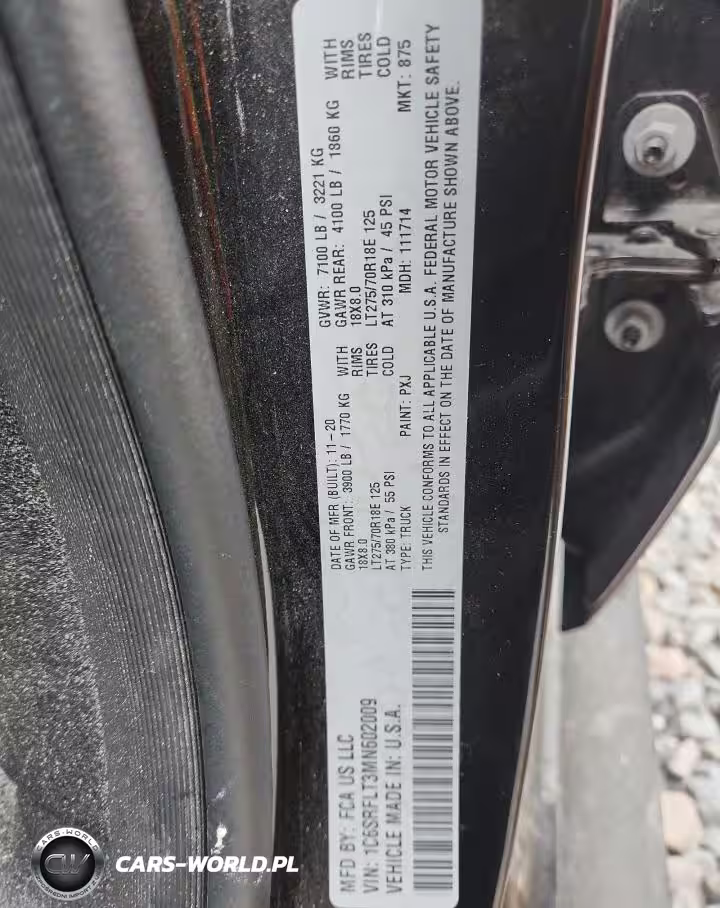 MFD BY: FCA US LLC
VIN: 1C6SRFLT3MN602009
VEHICLE MADE IN: U.S.A.
DATE OF MFR (BUILT): 11-20
GAWR FRONT: 3900 LB / 1770 KG WITH
18X8.0 RIMS
LT275/70R18E 125 TIRES
AT 380 kPa / 55 PSI COLD
GVWR: 7100 LB / 3221 KG
GAWR REAR: 4100 LB / 1860 KG WITH
18X8.0 RIMS
LT275/70R18E 125 TIRES
AT 310 kPa / 45 PSI COLD
TYPE: TRUCK PAINT: PXJ MDH: 111714 MKT: 875
THIS VEHICLE CONFORMS TO ALL APPLICABLE U.S.A. FEDERAL MOTOR VEHICLE SAFETY
STANDARDS IN EFFECT ON THE DATE OF MANUFACTURE SHOWN ABOVE.
CARS-WORLD
CW
CARS-WORLD.PL